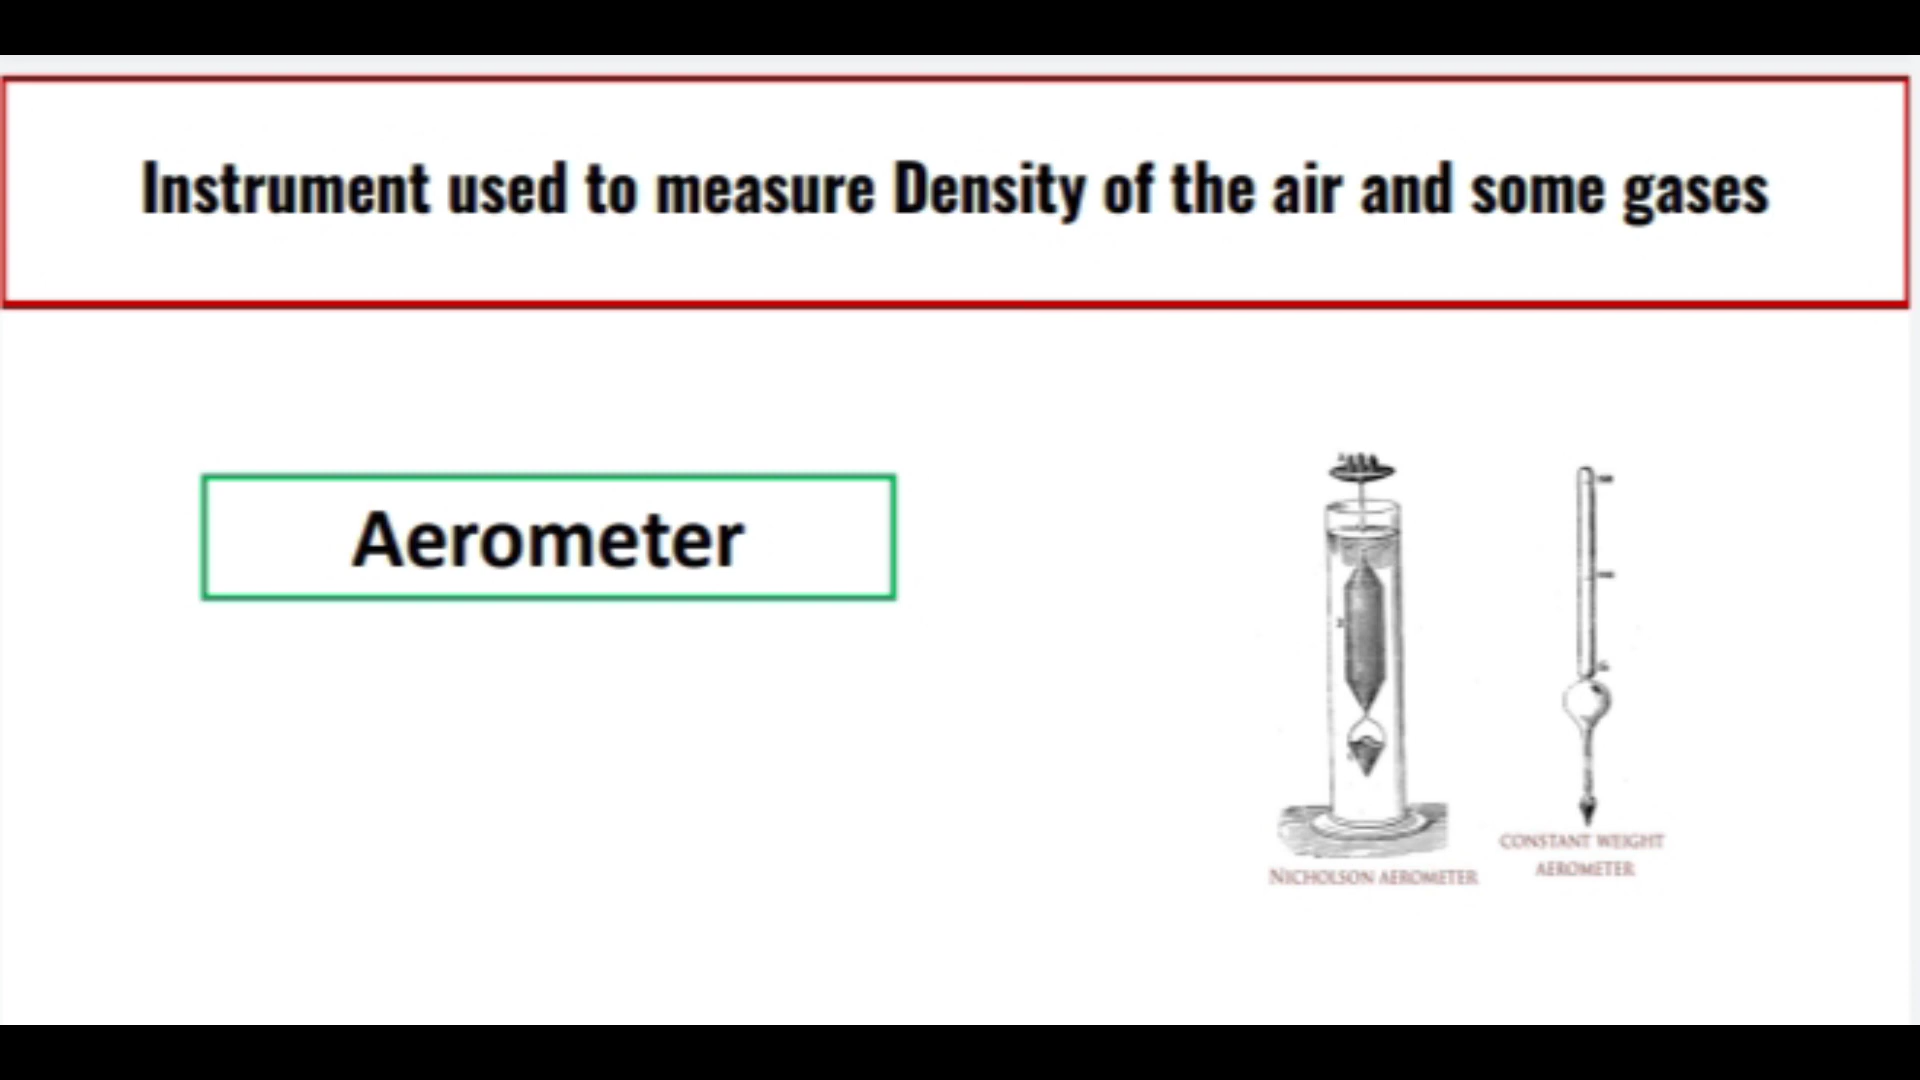 Instrument used to measure Density of the air and some gases
Aerometer
NICHOLSON AEROMETER
CONSTANT WEIGHT
AEROMETER